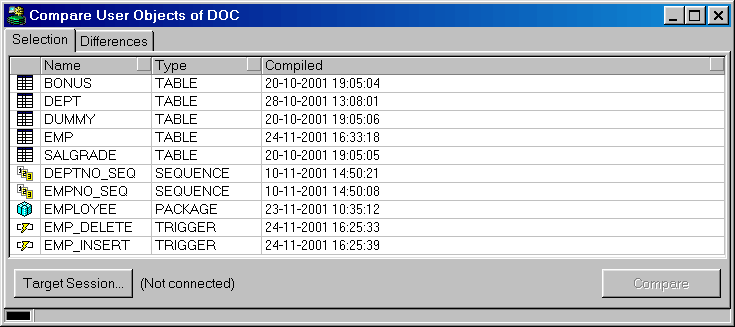 Compare User Objects of DOC
Selection Differences
Name Type Compiled
BONUS TABLE 20-10-2001 19:05:04
DEPT TABLE 28-10-2001 13:08:01
DUMMY TABLE 20-10-2001 19:05:06
EMP TABLE 24-11-2001 16:33:18
SALGRADE TABLE 20-10-2001 19:05:05
DEPTNO_SEQ SEQUENCE 10-11-2001 14:50:21
EMPNO_SEQ SEQUENCE 10-11-2001 14:50:08
EMPLOYEE PACKAGE 23-11-2001 10:35:12
EMP_DELETE TRIGGER 24-11-2001 16:25:33
EMP_INSERT TRIGGER 24-11-2001 16:25:39
Target Session... (Not connected) Compare